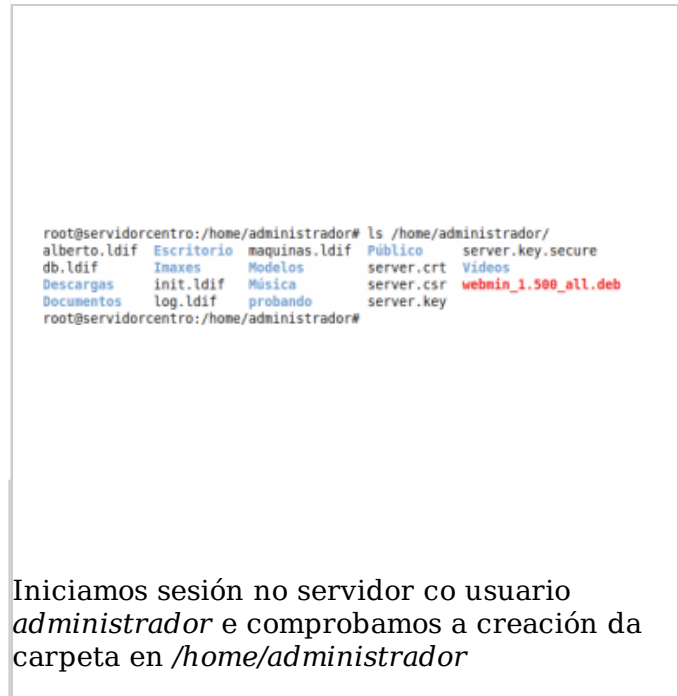 root@servidorcentro:/home/administrador# ls /home/administrador/
alberto.ldif Escritorio maquinas.ldif Público server.key.secure
db.ldif Imaxes Modelos server.crt Vídeos
Descargas init.ldif Música server.csr webmin_1.500_all.deb
Documentos log.ldif probando server.key
root@servidorcentro:/home/administrador#
Iniciamos sesión no servidor co usuario
administrador e comprobamos a creación da
carpeta en /home/administrador